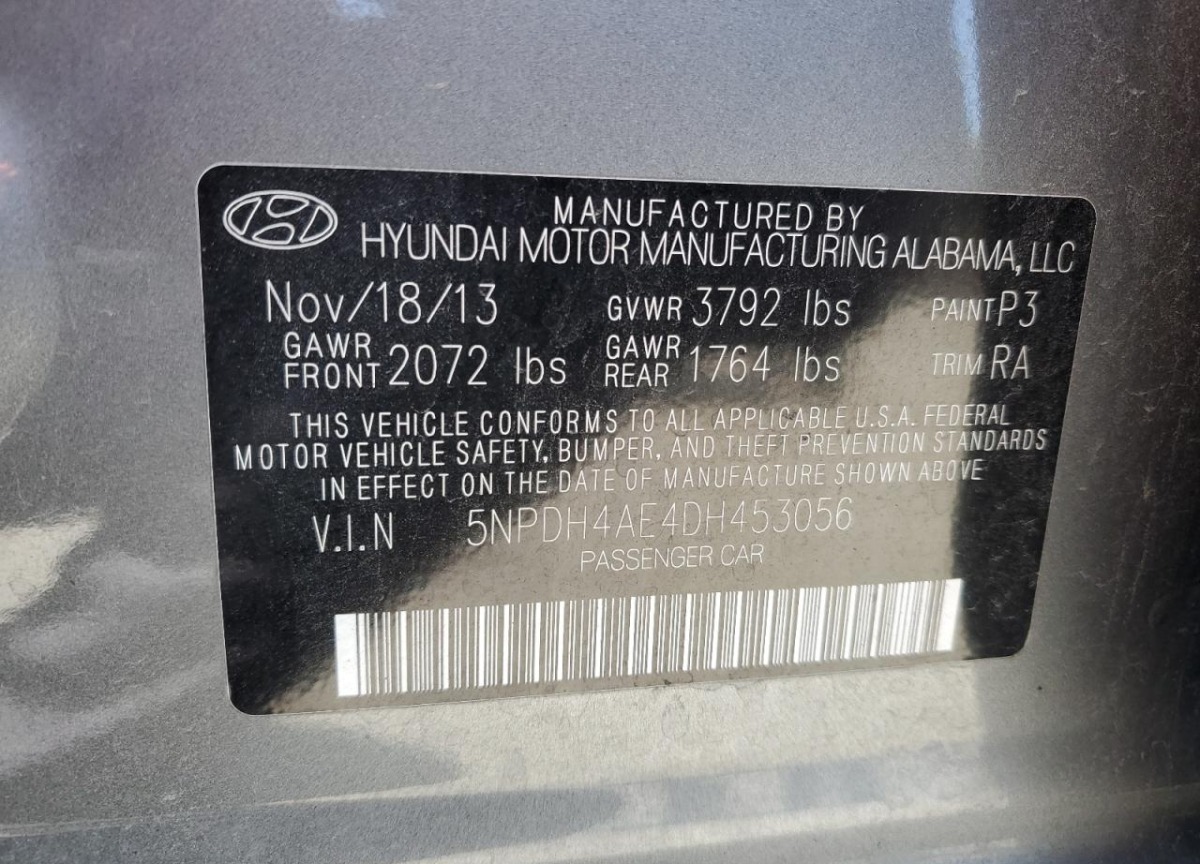 MANUFACTURED BY
HYUNDAI MOTOR MANUFACTURING ALABAMA, LLC
Nov/18/13 GVWR 3792 lbs PAINT P3
GAWR FRONT 2072 lbs GAWR REAR 1764 lbs TRIM RA
THIS VEHICLE CONFORMS TO ALL APPLICABLE U.S.A. FEDERAL
MOTOR VEHICLE SAFETY, BUMPER, AND THEFT PREVENTION STANDARDS
IN EFFECT ON THE DATE OF MANUFACTURE SHOWN ABOVE
V.I.N 5NPDH4AE4DH453056
PASSENGER CAR